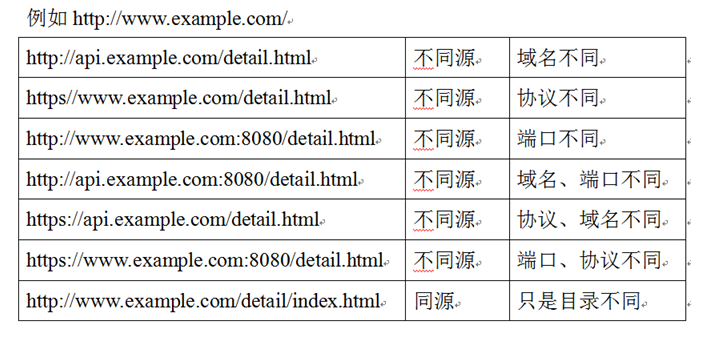 例如 http://www.example.com/
http://api.example.com/detail.html 不同源 域名不同
https//www.example.com/detail.html 不同源 协议不同
http://www.example.com:8080/detail.html 不同源 端口不同
http://api.example.com:8080/detail.html 不同源 域名、端口不同
https://api.example.com/detail.html 不同源 协议、域名不同
https://www.example.com:8080/detail.html 不同源 端口、协议不同
http://www.example.com/detail/index.html 同源 只是目录不同